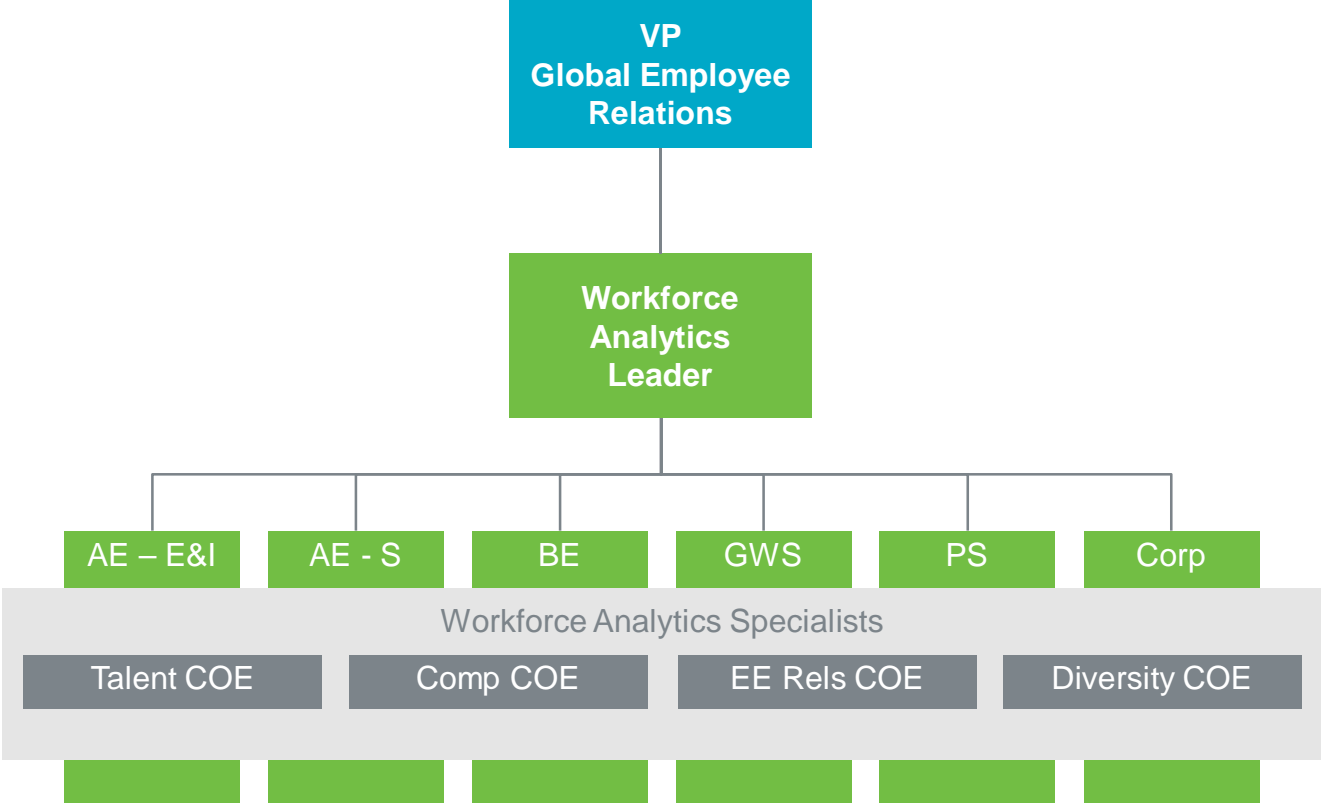 VP
Global Employee
Relations
Workforce
Analytics
Leader
AE – E&I
AE - S
BE
GWS
PS
Corp
Workforce Analytics Specialists
Talent COE
Comp COE
EE Rels COE
Diversity COE